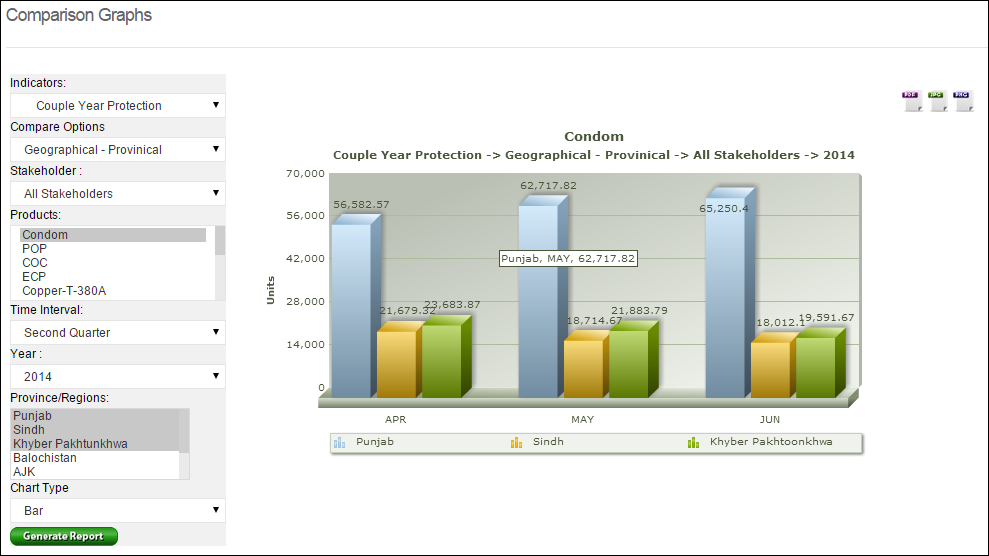 Comparison Graphs
Indicators:
Couple Year Protection
Compare Options
Geographical - Provinical
Stakeholder :
All Stakeholders
Products:
Condom
POP
COC
ECP
Copper-T-380A
Time Interval:
Second Quarter
Year :
2014
Province/Regions:
Punjab
Sindh
Khyber Pakhtunkhwa
Balochistan
AJK
Chart Type
Bar
Generate Report
PDF JPG PNG
Condom
Couple Year Protection -> Geographical - Provinical -> All Stakeholders -> 2014
Units
70,000
56,000
42,000
28,000
14,000
0
56,582.57
21,679.32
23,683.87
62,717.82
Punjab, MAY, 62,717.82
18,714.67
21,883.79
65,250.4
18,012.1
19,591.67
APR MAY JUN
Punjab Sindh Khyber Pakhtoonkhwa